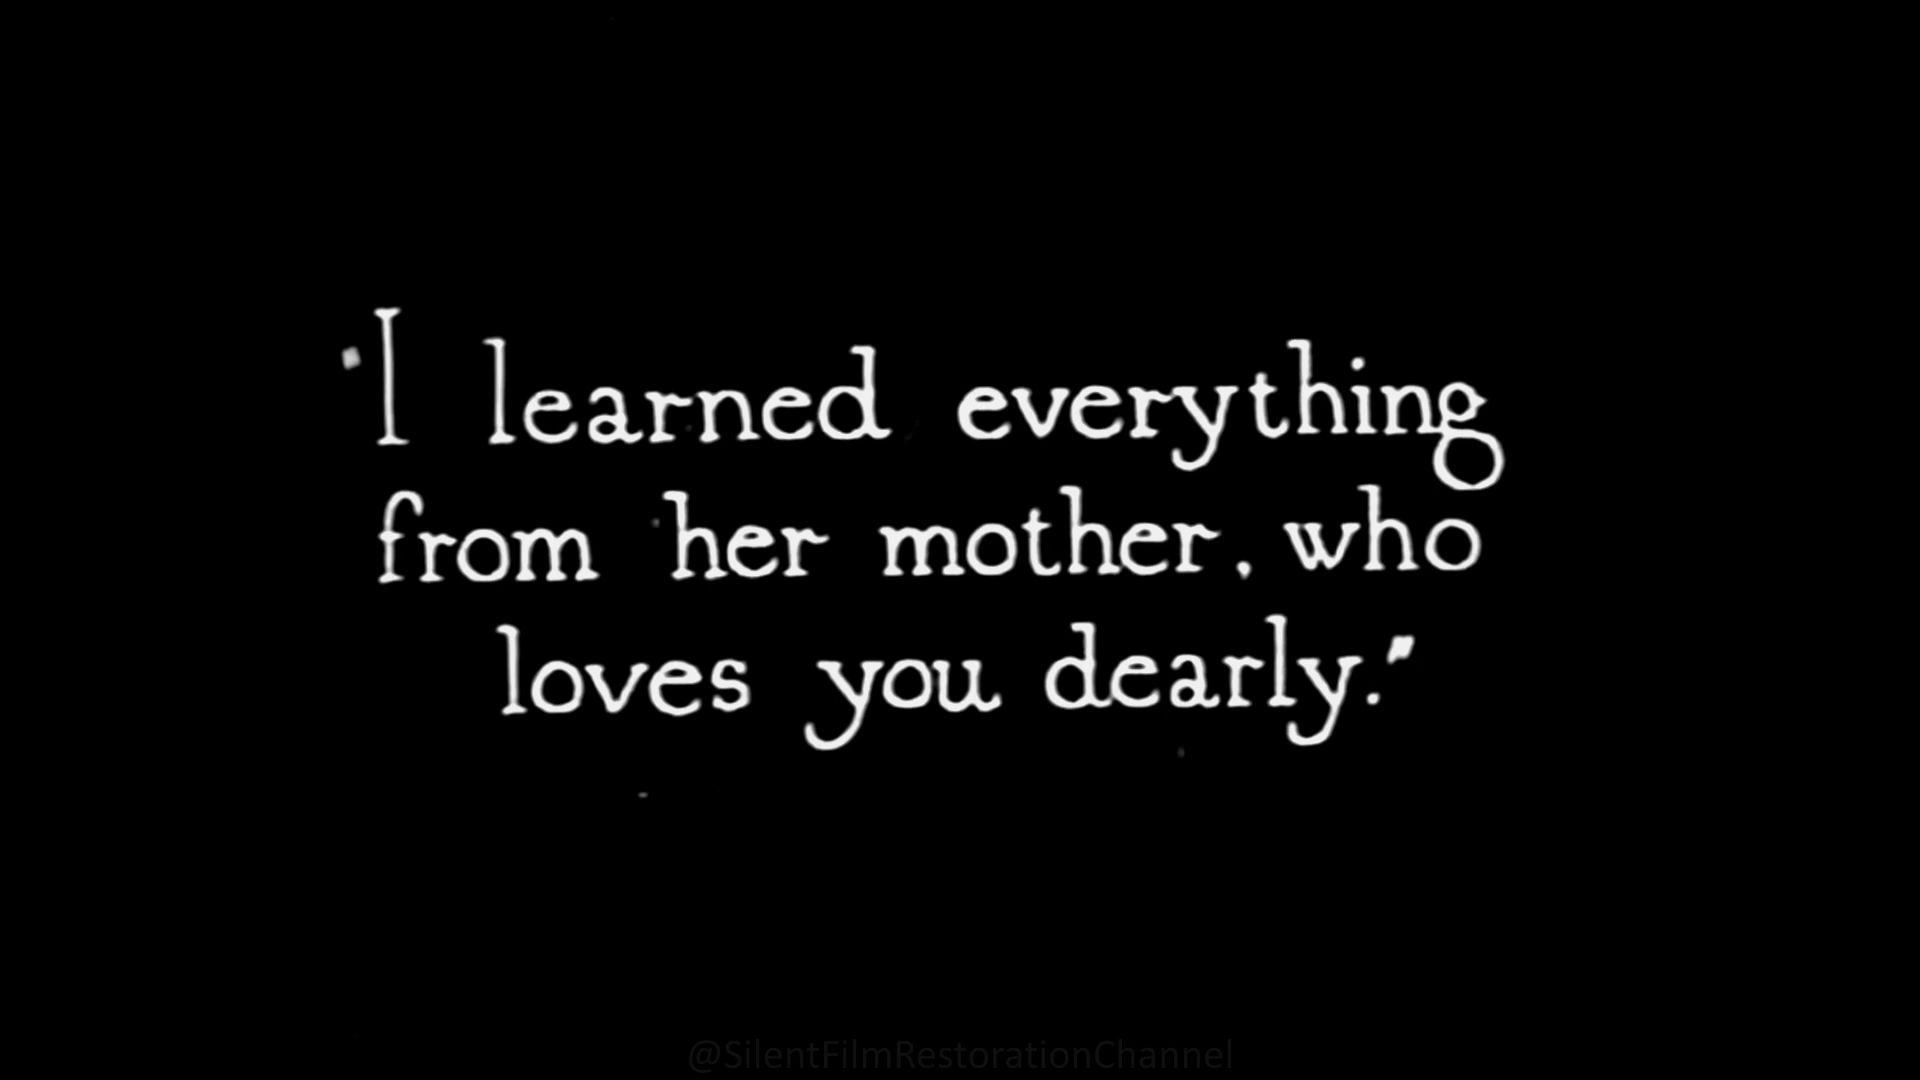 "I learned everything
from her mother, who
loves you dearly."
@SilentFilmRestorationChannel